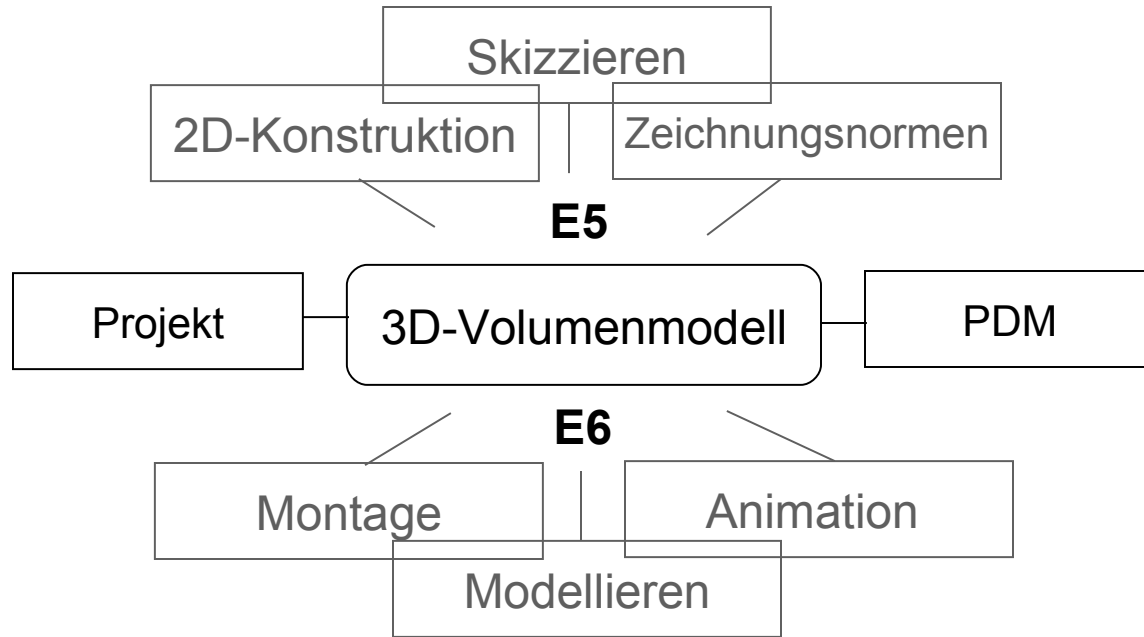 Skizzieren
2D-Konstruktion
Zeichnungsnormen
E5
Projekt
3D-Volumenmodell
PDM
E6
Montage
Animation
Modellieren